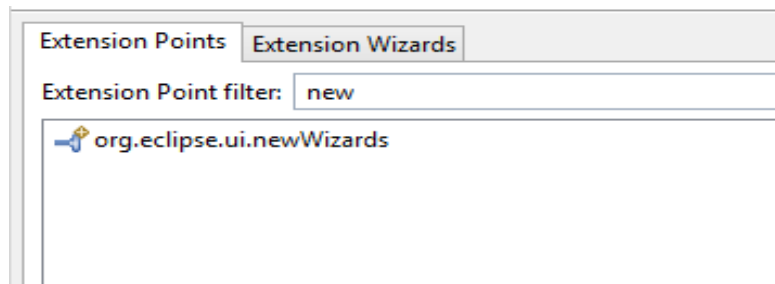 Extension Points Extension Wizards
Extension Point filter: new
org.eclipse.ui.newWizards